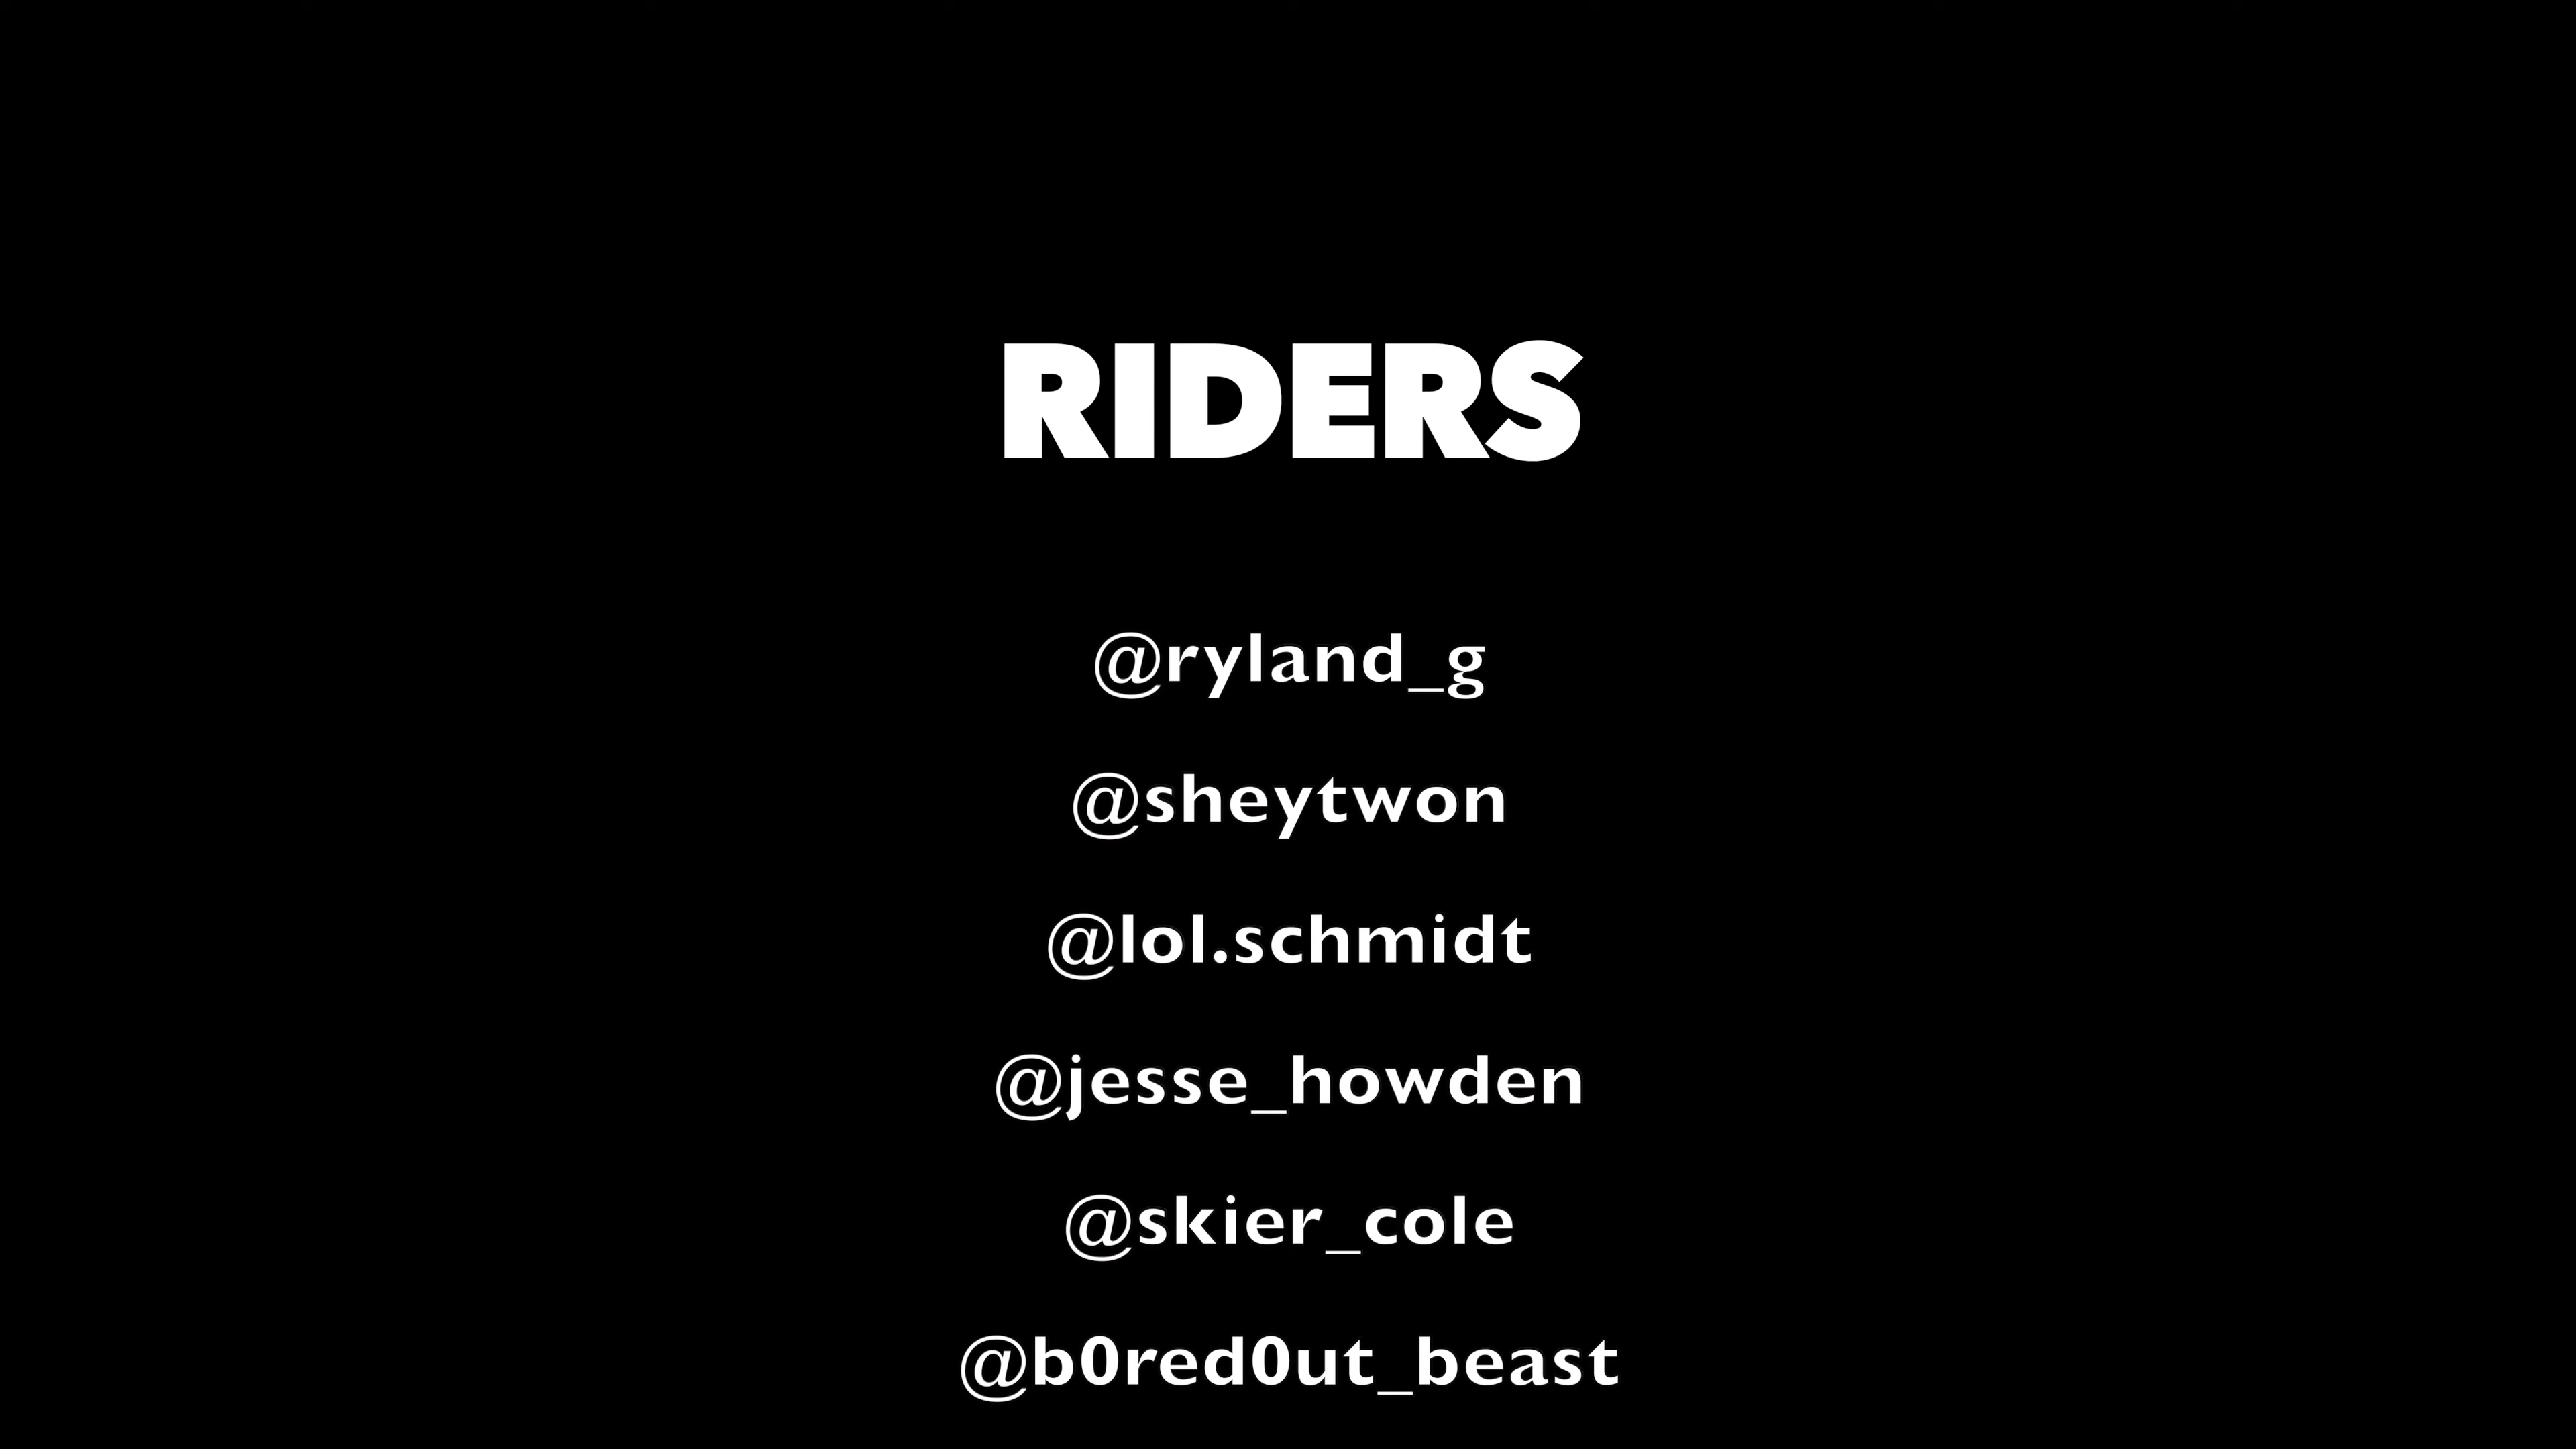 RIDERS
@ryland_g
@sheytwon
@lol.schmidt
@jesse_howden
@skier_cole
@b0red0ut_beast